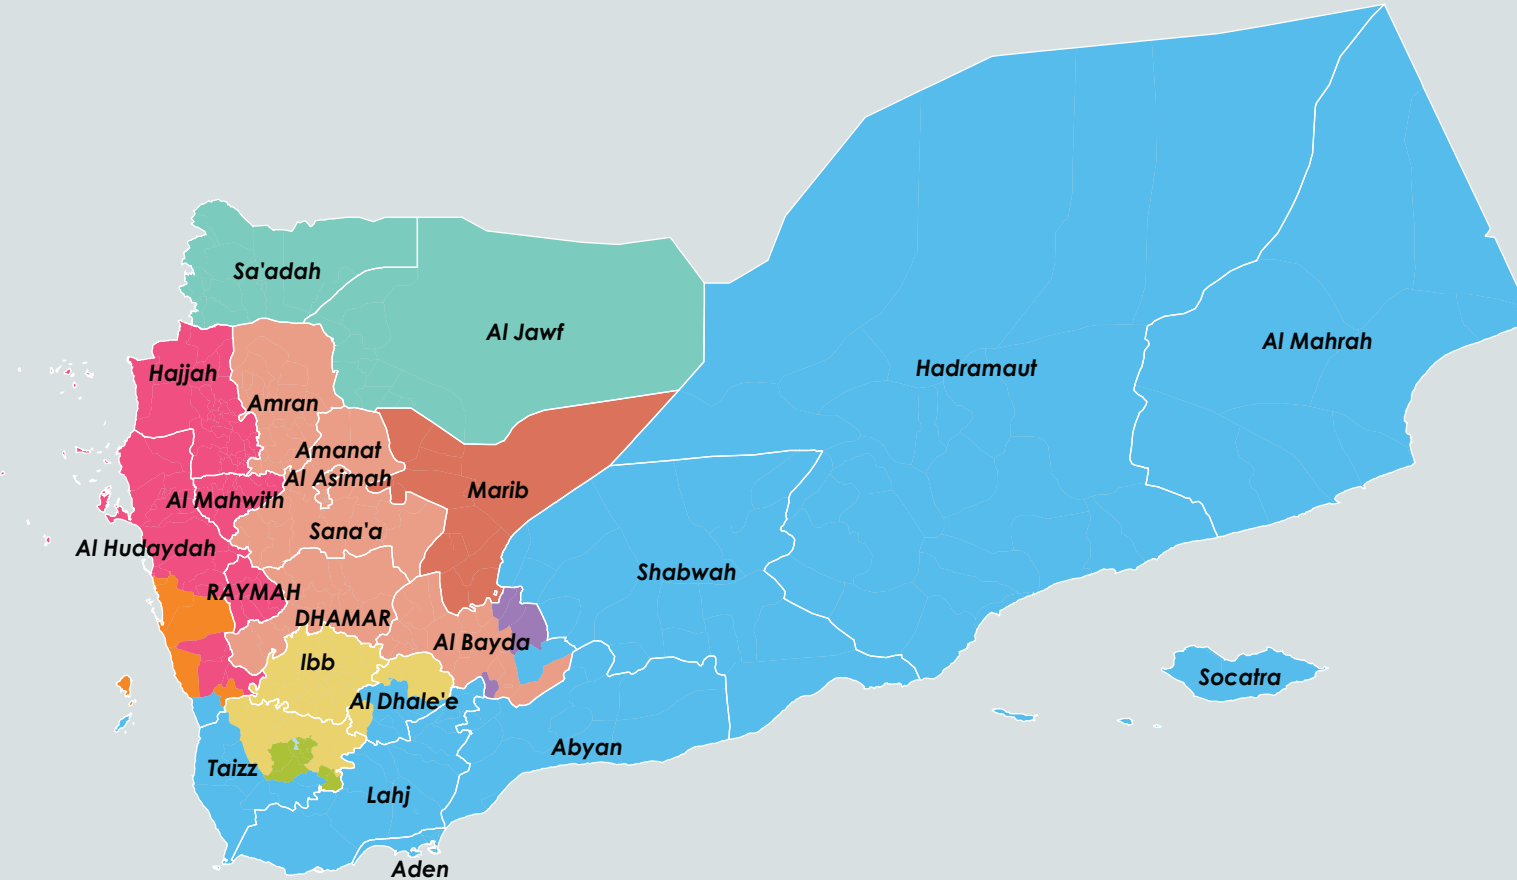 Sa'adah
Al Jawf
Al Mahrah
Hadramaut
Hajjah
Amran
Amanat
Al Asimah
Marib
Al Mahwith
Sana'a
Al Hudaydah
Shabwah
RAYMAH
DHAMAR
Al Bayda
Ibb
Socatra
Al Dhale'e
Abyan
Taizz
Lahj
Aden